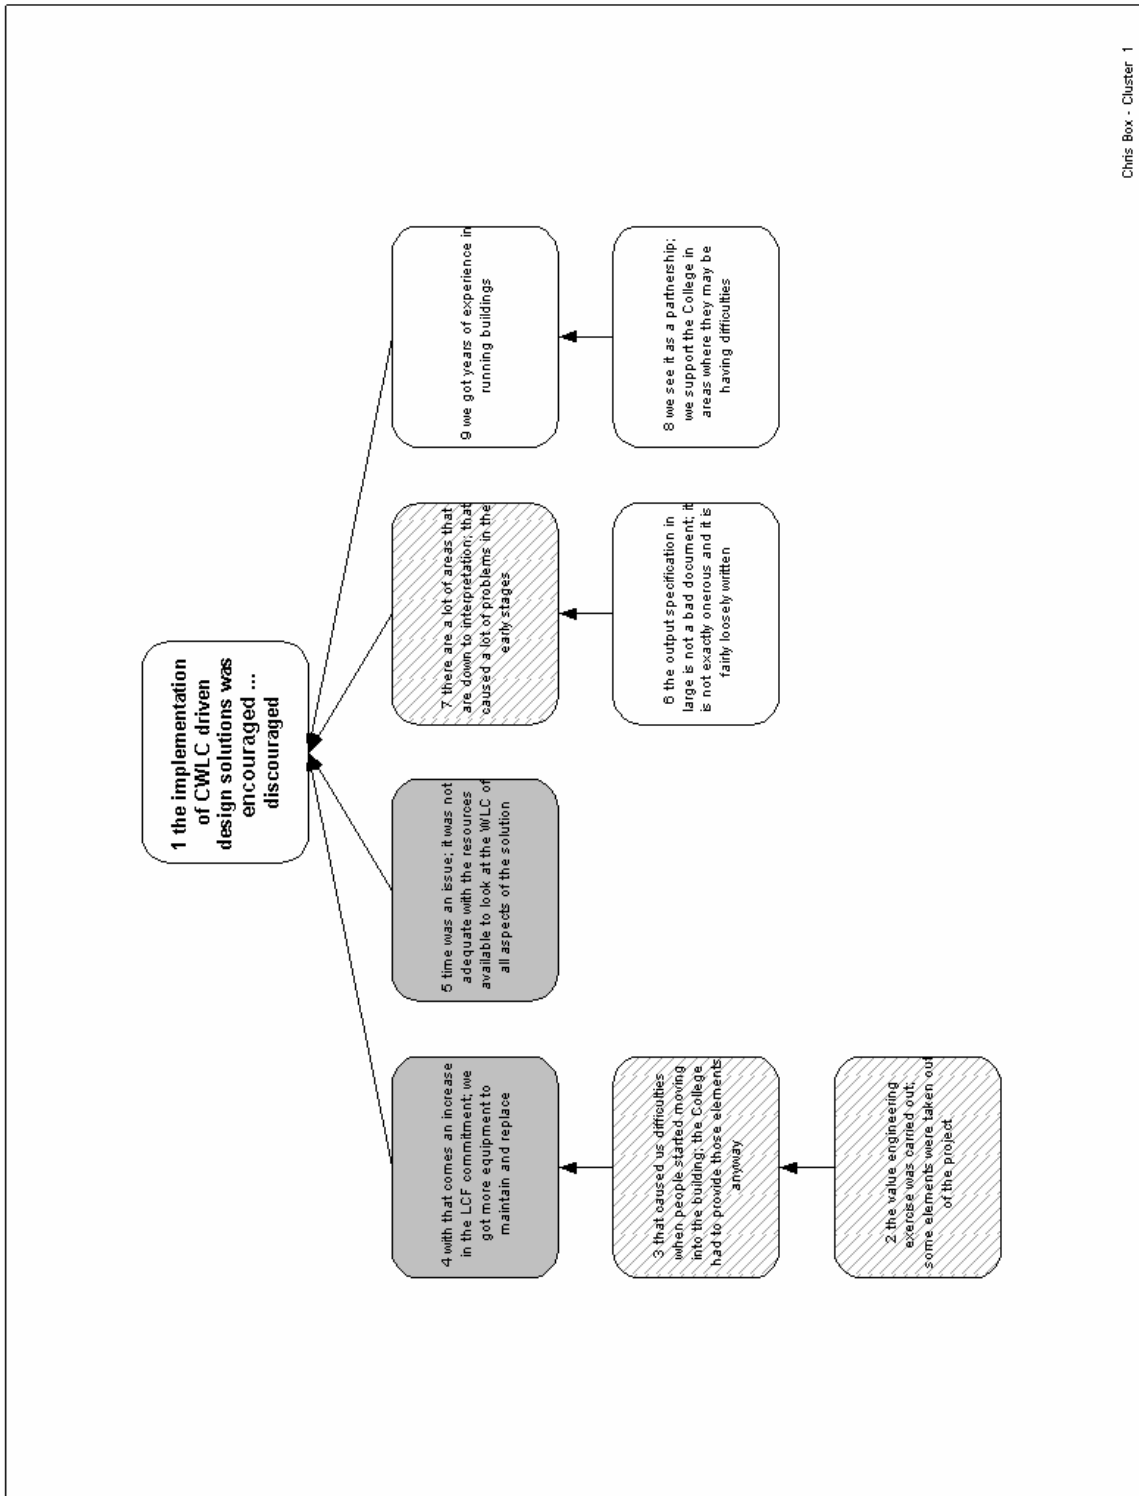 1 the implementation
of CWLC driven
design solutions was
encouraged ...
discouraged
4 with that comes an increase
in the LCF commitment; we
got more equipment to
maintain and replace
5 time was an issue; it was not
adequate with the resources
available to look at the WLC of
all aspects of the solution
7 there are a lot of areas that
are down to interpretation; that
caused a lot of problems in the
early stages
9 we got years of experience in
running buildings
3 that caused us difficulties
when people started moving
into the building; the College
had to provide those elements
anyway
6 the output specification in
large is not a bad document; it
is not exactly onerous and it is
fairly loosely written
8 we see it as a partnership;
we support the College in
areas where they may be
having difficulties
2 the value engineering
exercise was carried out;
some elements were taken out
of the project
Chris Box - Cluster 1